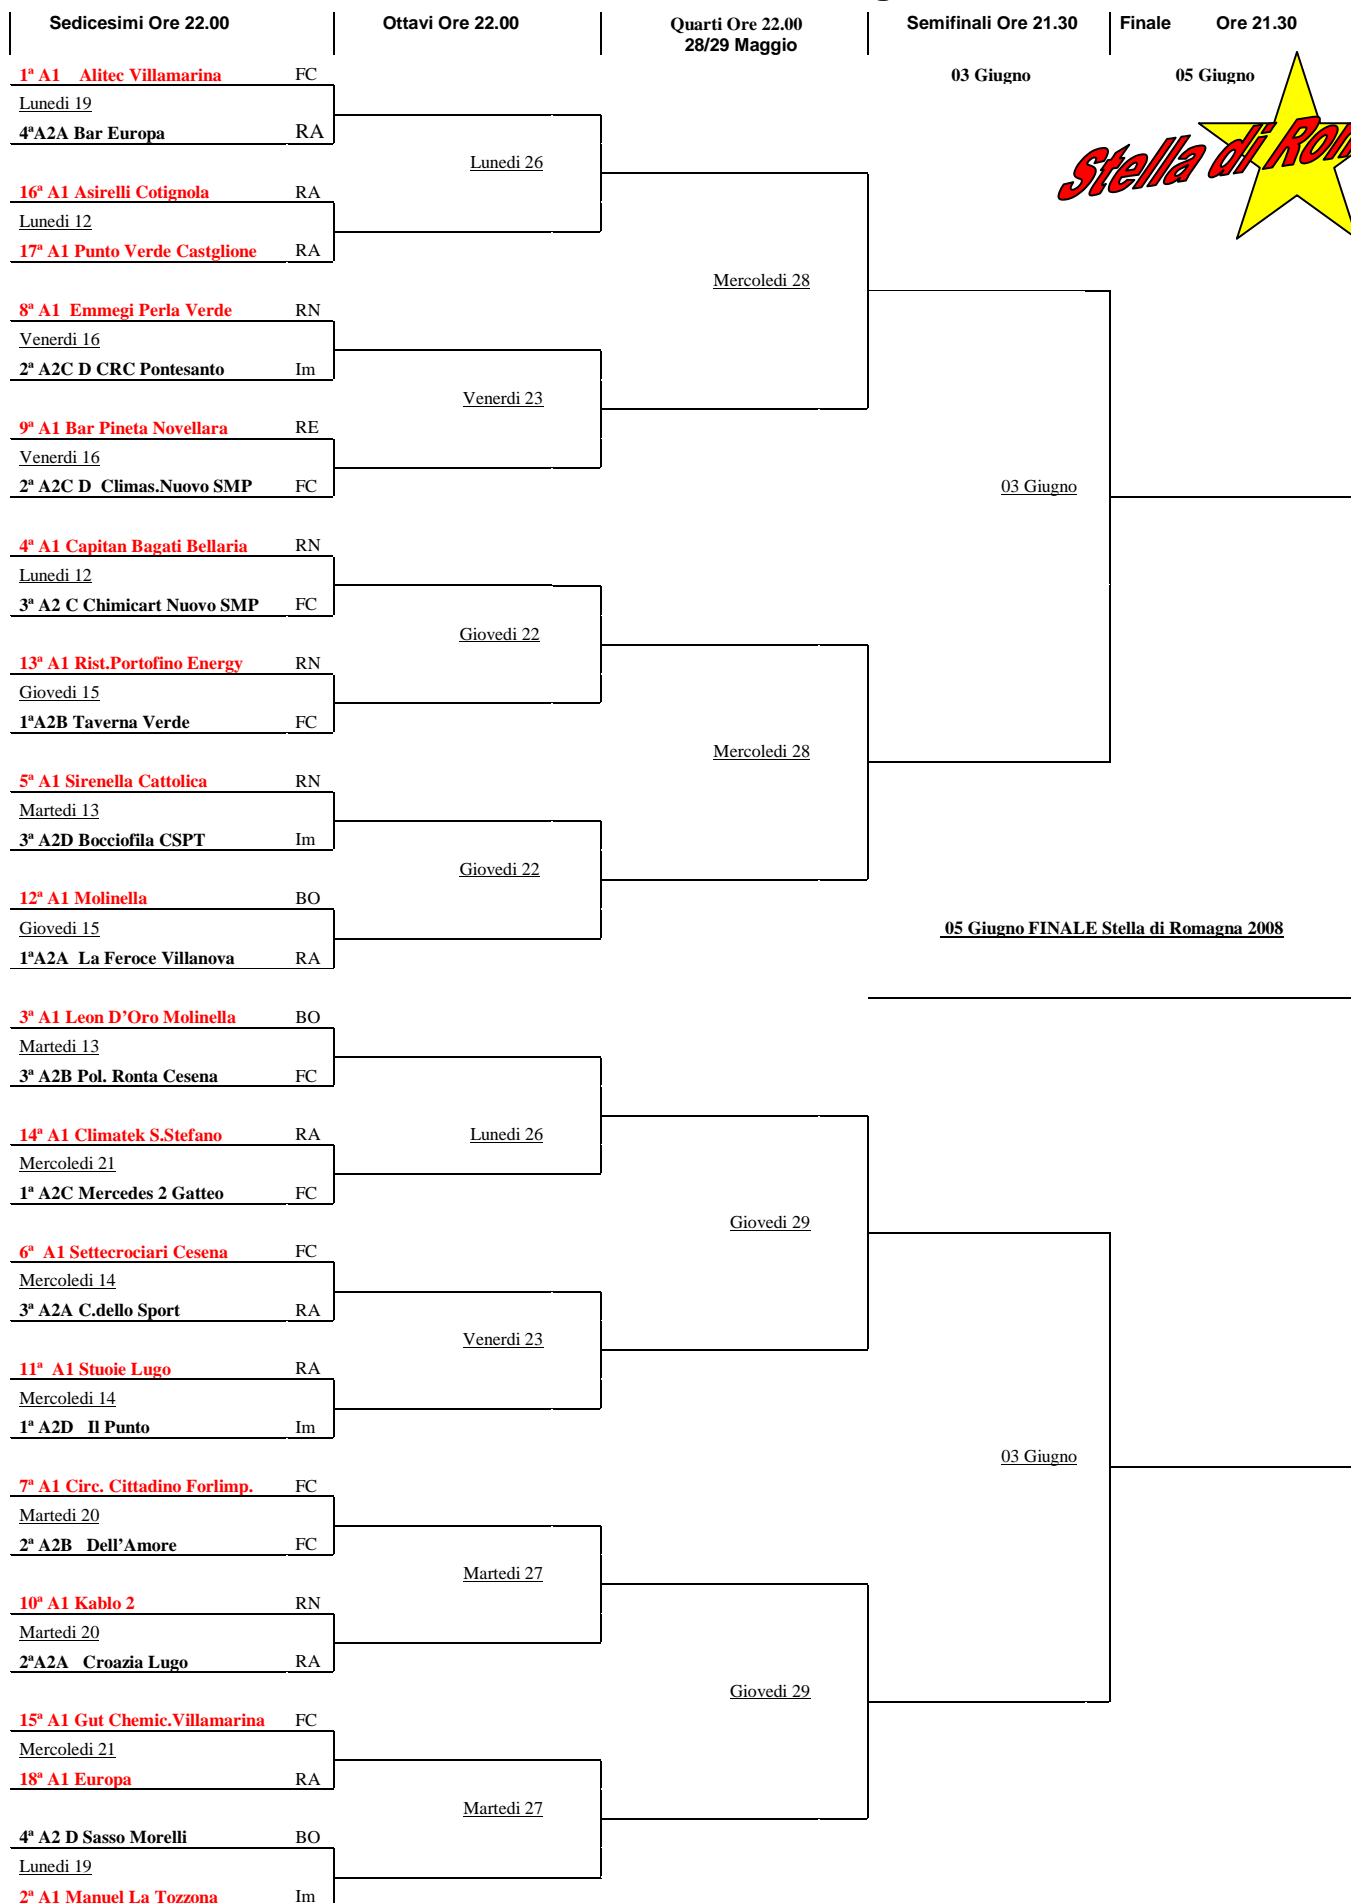 Sedicesimi Ore 22.00
Ottavi Ore 22.00
Quarti Ore 22.00
28/29 Maggio
Semifinali Ore 21.30
Finale Ore 21.30
03 Giugno
05 Giugno
Stella di Rom
1ª A1 Alitec Villamarina FC
Lunedi 19
4ªA2A Bar Europa RA
Lunedi 26
16ª A1 Asirelli Cotignola RA
Lunedi 12
17ª A1 Punto Verde Castglione RA
Mercoledi 28
8ª A1 Emmegi Perla Verde RN
Venerdi 16
2ª A2C D CRC Pontesanto Im
Venerdi 23
9ª A1 Bar Pineta Novellara RE
Venerdi 16
2ª A2C D Climas.Nuovo SMP FC
03 Giugno
4ª A1 Capitan Bagati Bellaria RN
Lunedi 12
3ª A2 C Chimicart Nuovo SMP FC
Giovedi 22
13ª A1 Rist.Portofino Energy RN
Giovedi 15
1ªA2B Taverna Verde FC
Mercoledi 28
5ª A1 Sirenella Cattolica RN
Martedi 13
3ª A2D Bocciofila CSPT Im
Giovedi 22
12ª A1 Molinella BO
Giovedi 15
1ªA2A La Feroce Villanova RA
05 Giugno FINALE Stella di Romagna 2008
3ª A1 Leon D'Oro Molinella BO
Martedi 13
3ª A2B Pol. Ronta Cesena FC
14ª A1 Climatek S.Stefano RA
Lunedi 26
Mercoledi 21
1ª A2C Mercedes 2 Gatteo FC
Giovedi 29
6ª A1 Settecrociari Cesena FC
Mercoledi 14
3ª A2A C.dello Sport RA
Venerdi 23
11ª A1 Stuoie Lugo RA
Mercoledi 14
1ª A2D Il Punto Im
03 Giugno
7ª A1 Circ. Cittadino Forlimp. FC
Martedi 20
2ª A2B Dell'Amore FC
Martedi 27
10ª A1 Kablo 2 RN
Martedi 20
2ªA2A Croazia Lugo RA
Giovedi 29
15ª A1 Gut Chemic.Villamarina FC
Mercoledi 21
18ª A1 Europa RA
Martedi 27
4ª A2 D Sasso Morelli BO
Lunedi 19
2ª A1 Manuel La Tozzona Im